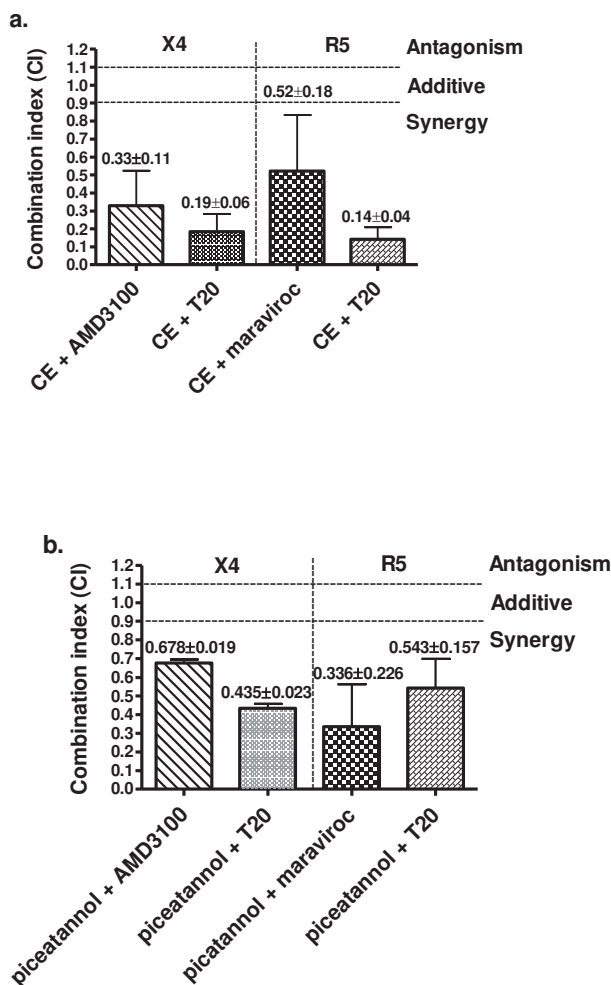 a.
X4 R5 Antagonism
Additive
Synergy
Combination index (CI)
1.2
1.1
1.0
0.9
0.8
0.7
0.6
0.5
0.4
0.3
0.2
0.1
0.0
0.33±0.11
0.19±0.06
0.52±0.18
0.14±0.04
CE + AMD3100
CE + T20
CE + maraviroc
CE + T20
b.
X4 R5 Antagonism
Additive
Synergy
Combination index (CI)
1.2
1.1
1.0
0.9
0.8
0.7
0.6
0.5
0.4
0.3
0.2
0.1
0.0
0.678±0.019
0.435±0.023
0.336±0.226
0.543±0.157
piceatannol + AMD3100
piceatannol + T20
picatannol + maraviroc
piceatannol + T20